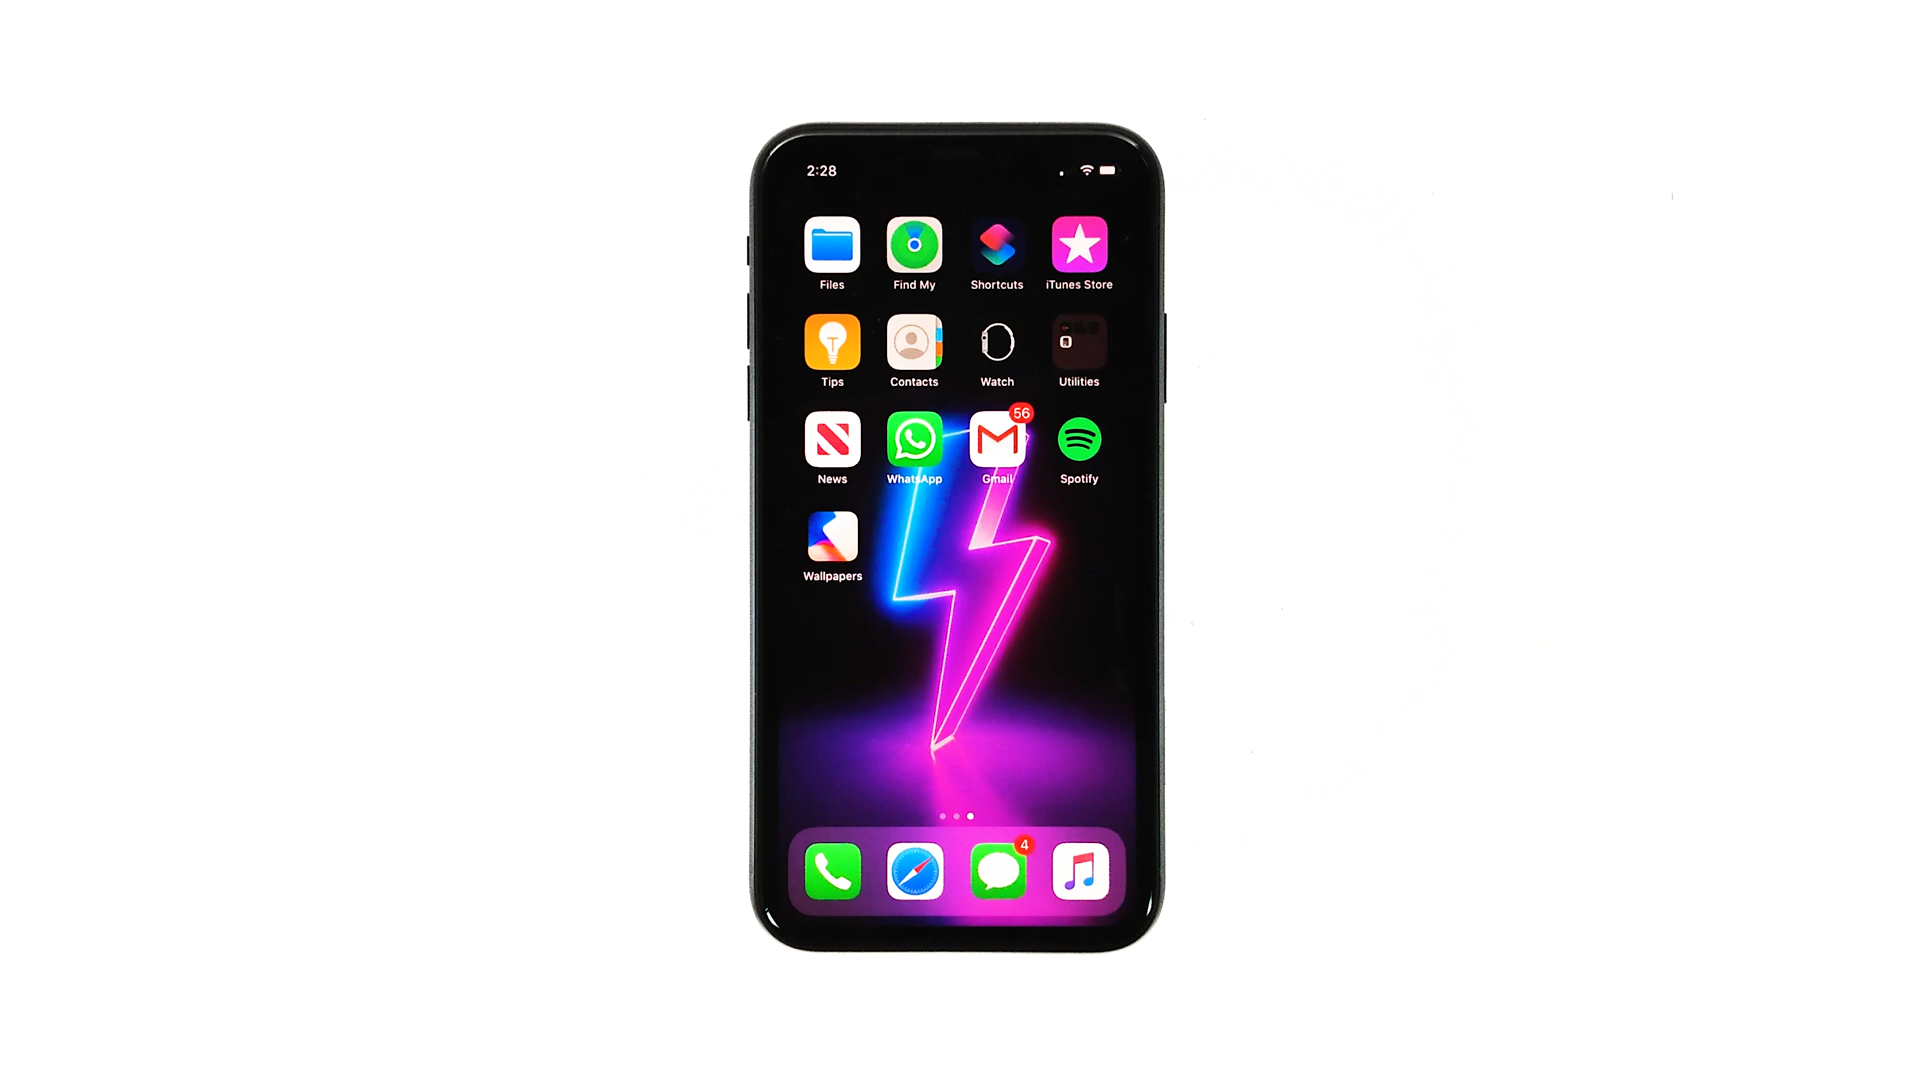 2:28
Files Find My Shortcuts iTunes Store
Tips Contacts Watch Utilities
56
News WhatsApp Gmail Spotify
Wallpapers
4